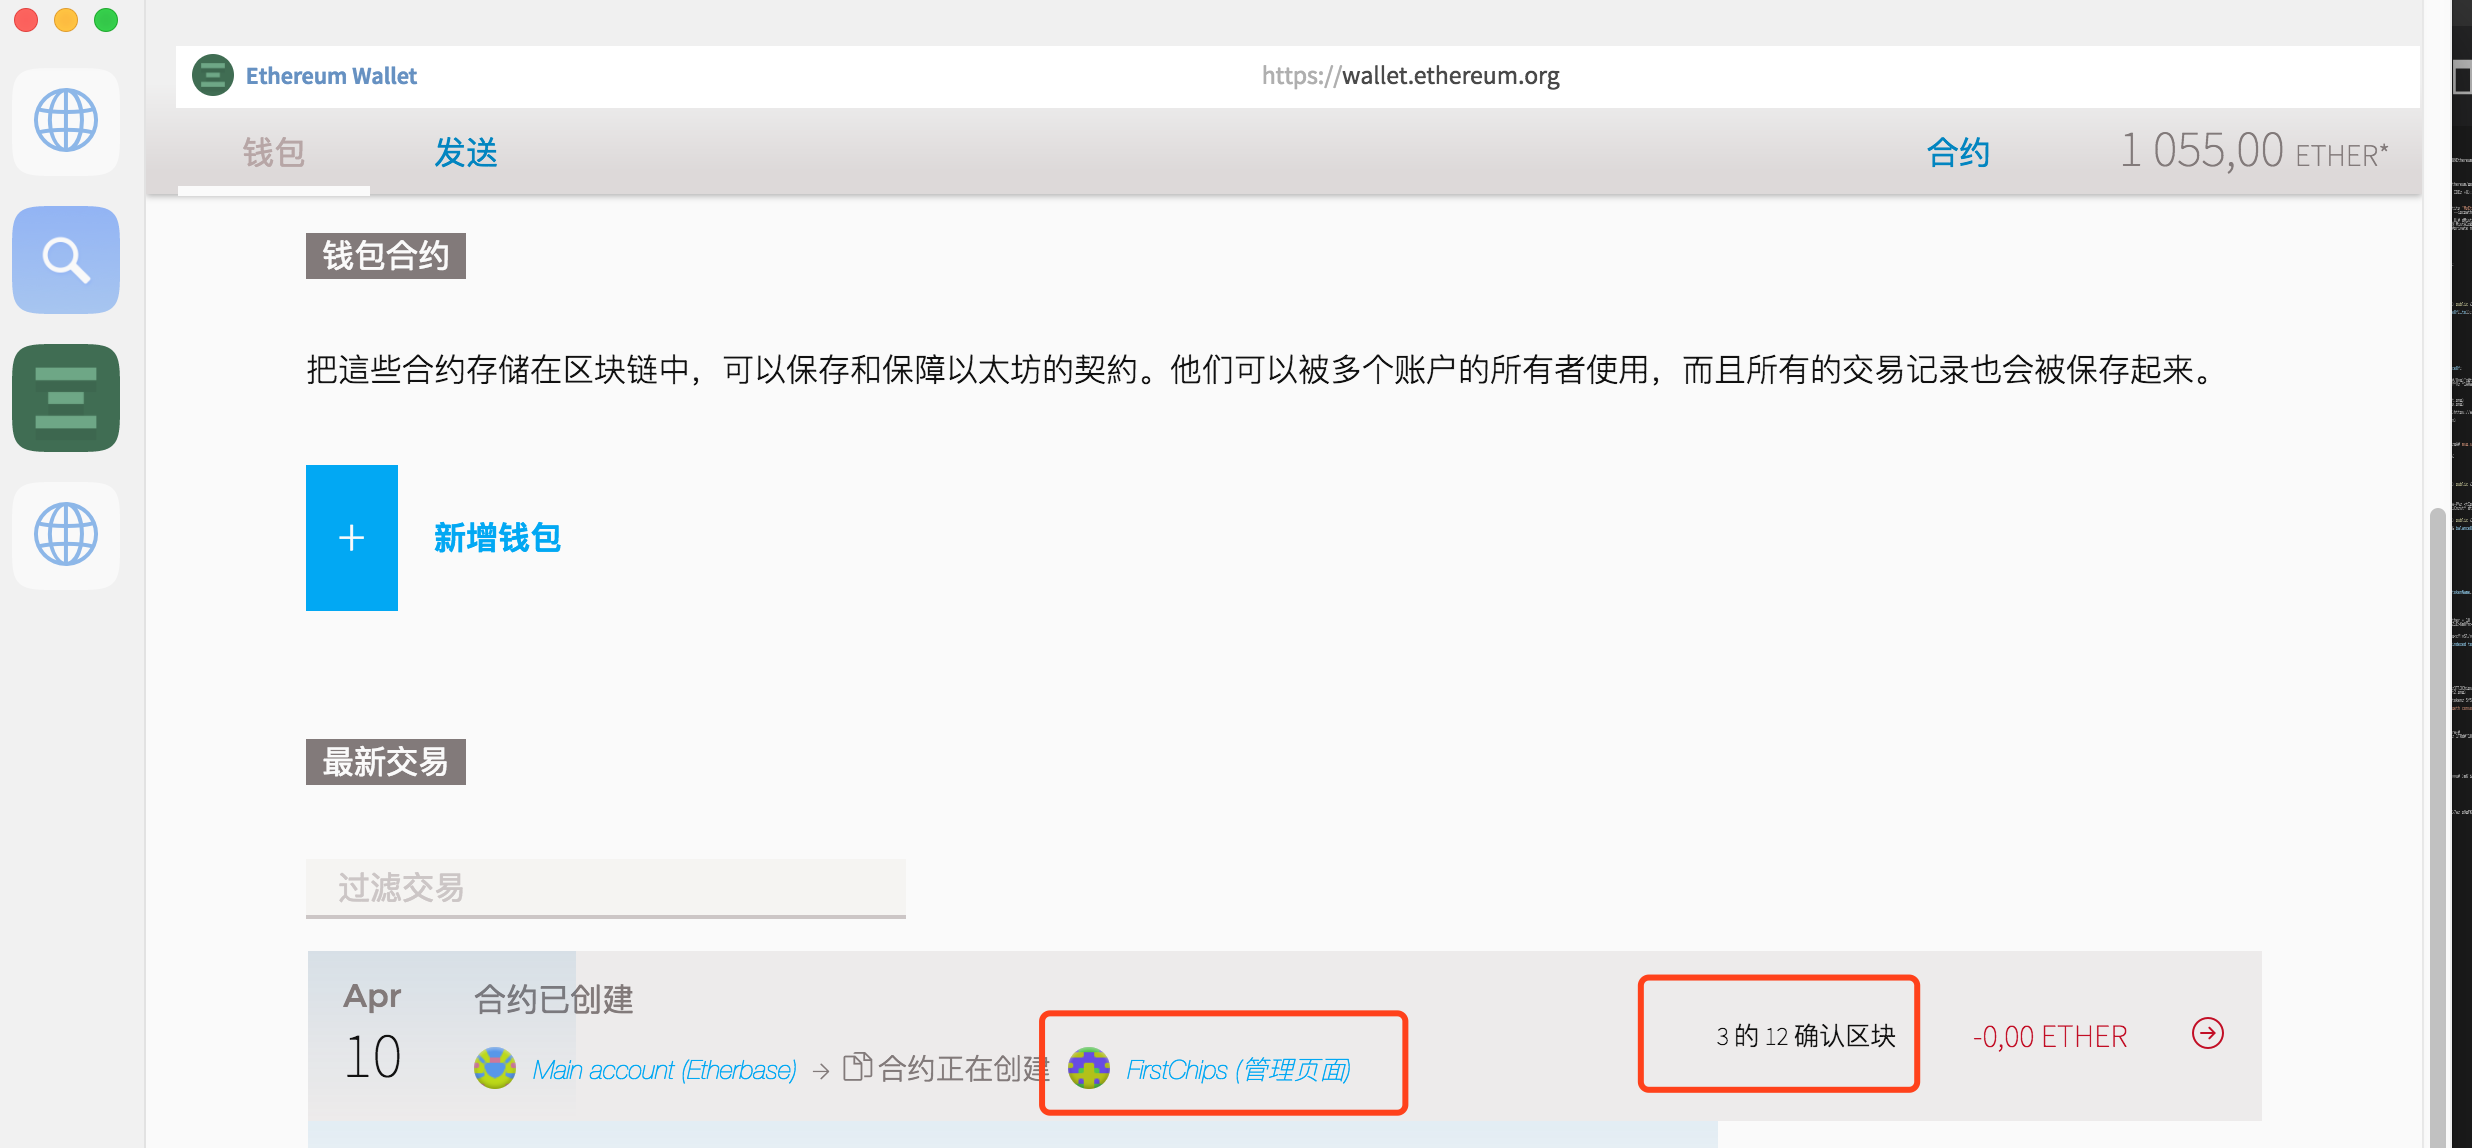 Ethereum Wallet
https://wallet.ethereum.org
钱包 发送 合约 1 055,00 ETHER*
钱包合约
把這些合约存储在区块链中，可以保存和保障以太坊的契約。他们可以被多个账户的所有者使用，而且所有的交易记录也会被保存起来。
+ 新增钱包
最新交易
过滤交易
Apr
10
合约已创建
Main account (Etherbase) → 合约正在创建 FirstChips (管理页面)
3 的 12 确认区块
-0,00 ETHER